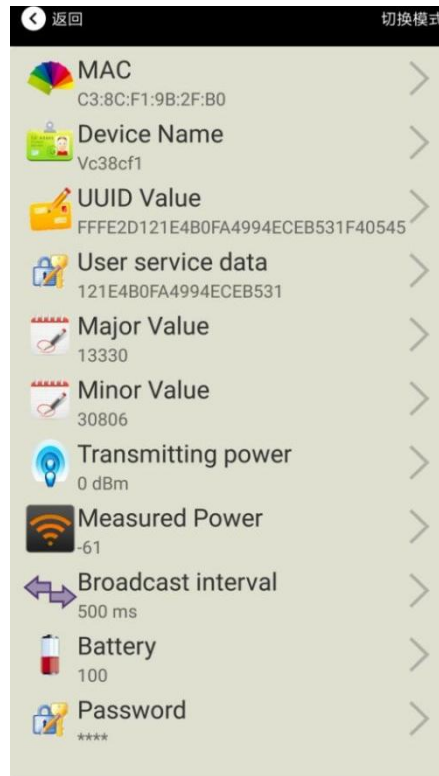 返回
切换模式
MAC
C3:8C:F1:9B:2F:B0
Device Name
Vc38cf1
UUID Value
FFFE2D121E4B0FA4994ECEB531F40545
User service data
121E4B0FA4994ECEB531
Major Value
13330
Minor Value
30806
Transmitting power
0 dBm
Measured Power
-61
Broadcast interval
500 ms
Battery
100
Password
****